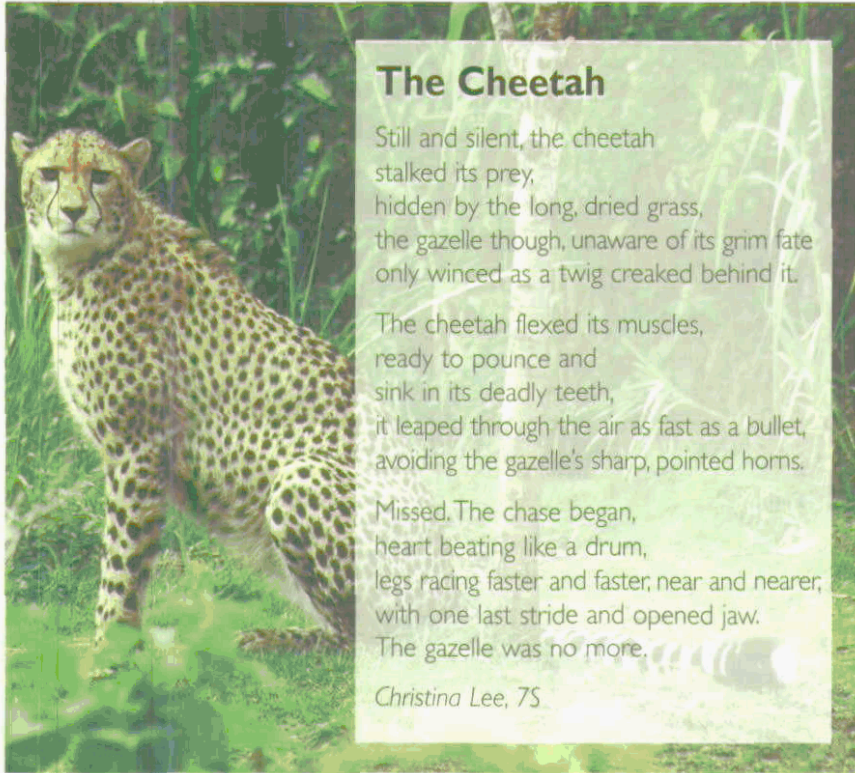 The Cheetah
Still and silent, the cheetah
stalked its prey,
hidden by the long, dried grass,
the gazelle though, unaware of its grim fate
only winced as a twig creaked behind it.
The cheetah flexed its muscles,
ready to pounce and
sink in its deadly teeth,
it leaped through the air as fast as a bullet,
avoiding the gazelle's sharp, pointed horns.
Missed. The chase began,
heart beating like a drum,
legs racing faster and faster, near and nearer,
with one last stride and opened jaw.
The gazelle was no more.
Christina Lee, 7S